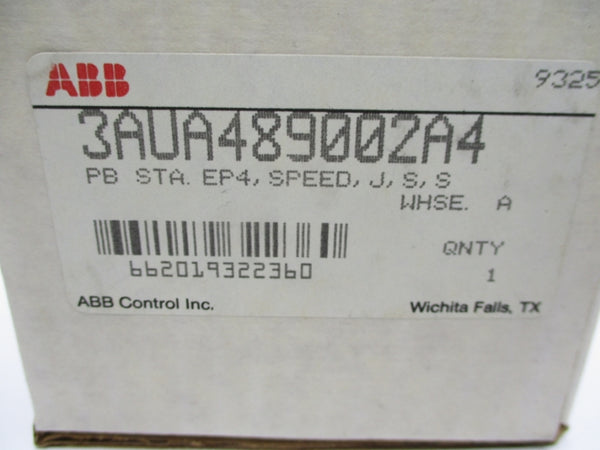 ABB 9325
3AUA489002A4
PB STA. EP4, SPEED, J, S, S
WHSE. A
QNTY
662019322360 1
ABB Control Inc. Wichita Falls, TX